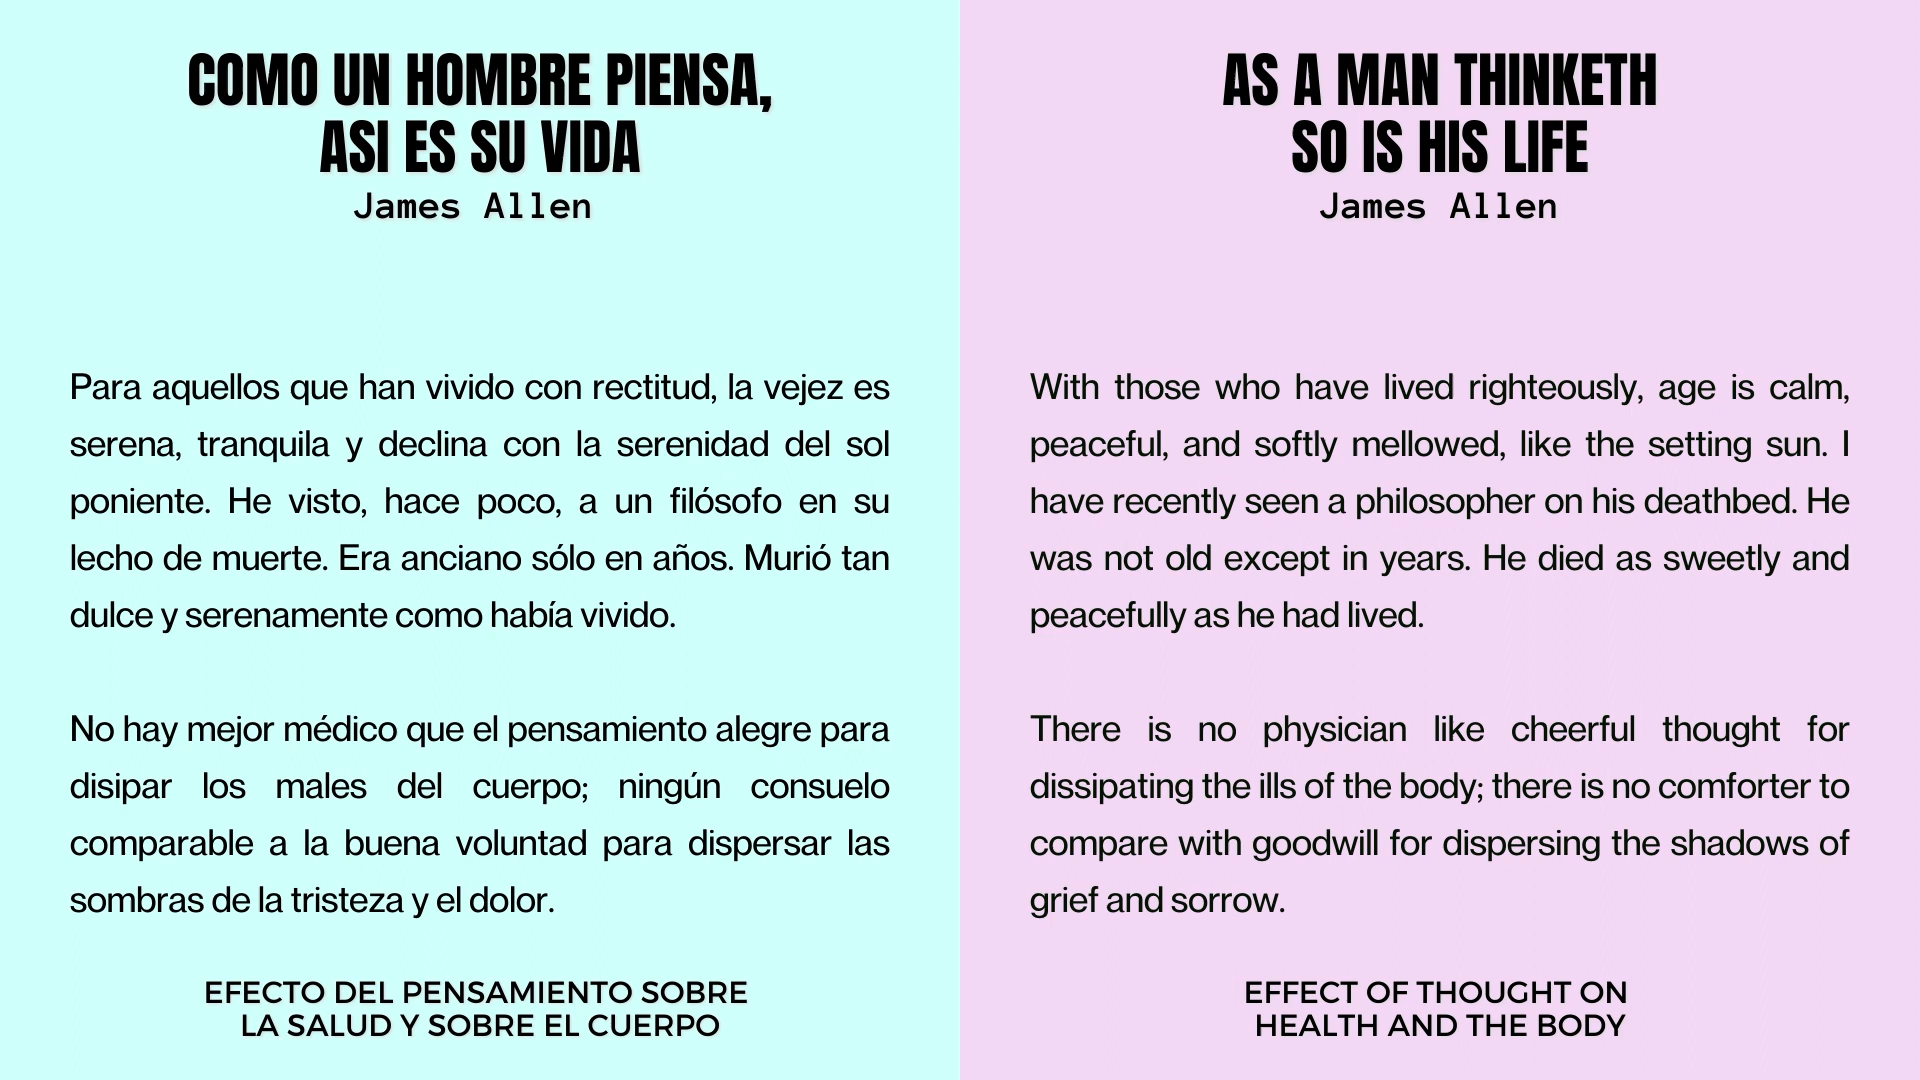 COMO UN HOMBRE PIENSA,
ASI ES SU VIDA
James Allen
Para aquellos que han vivido con rectitud, la vejez es
serena, tranquila y declina con la serenidad del sol
poniente. He visto, hace poco, a un filósofo en su
lecho de muerte. Era anciano sólo en años. Murió tan
dulce y serenamente como había vivido.
No hay mejor médico que el pensamiento alegre para
disipar los males del cuerpo; ningún consuelo
comparable a la buena voluntad para dispersar las
sombras de la tristeza y el dolor.
EFECTO DEL PENSAMIENTO SOBRE
LA SALUD Y SOBRE EL CUERPO
AS A MAN THINKETH
SO IS HIS LIFE
James Allen
With those who have lived righteously, age is calm,
peaceful, and softly mellowed, like the setting sun. I
have recently seen a philosopher on his deathbed. He
was not old except in years. He died as sweetly and
peacefully as he had lived.
There is no physician like cheerful thought for
dissipating the ills of the body; there is no comforter to
compare with goodwill for dispersing the shadows of
grief and sorrow.
EFFECT OF THOUGHT ON
HEALTH AND THE BODY